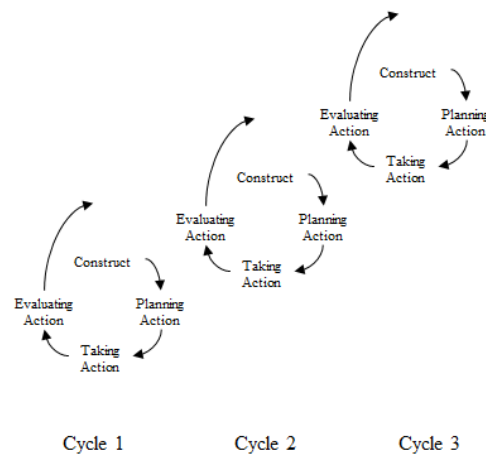 Construct
Evaluating
Action
Planning
Action
Taking
Action
Construct
Evaluating
Action
Planning
Action
Taking
Action
Construct
Evaluating
Action
Planning
Action
Taking
Action
Cycle 1
Cycle 2
Cycle 3